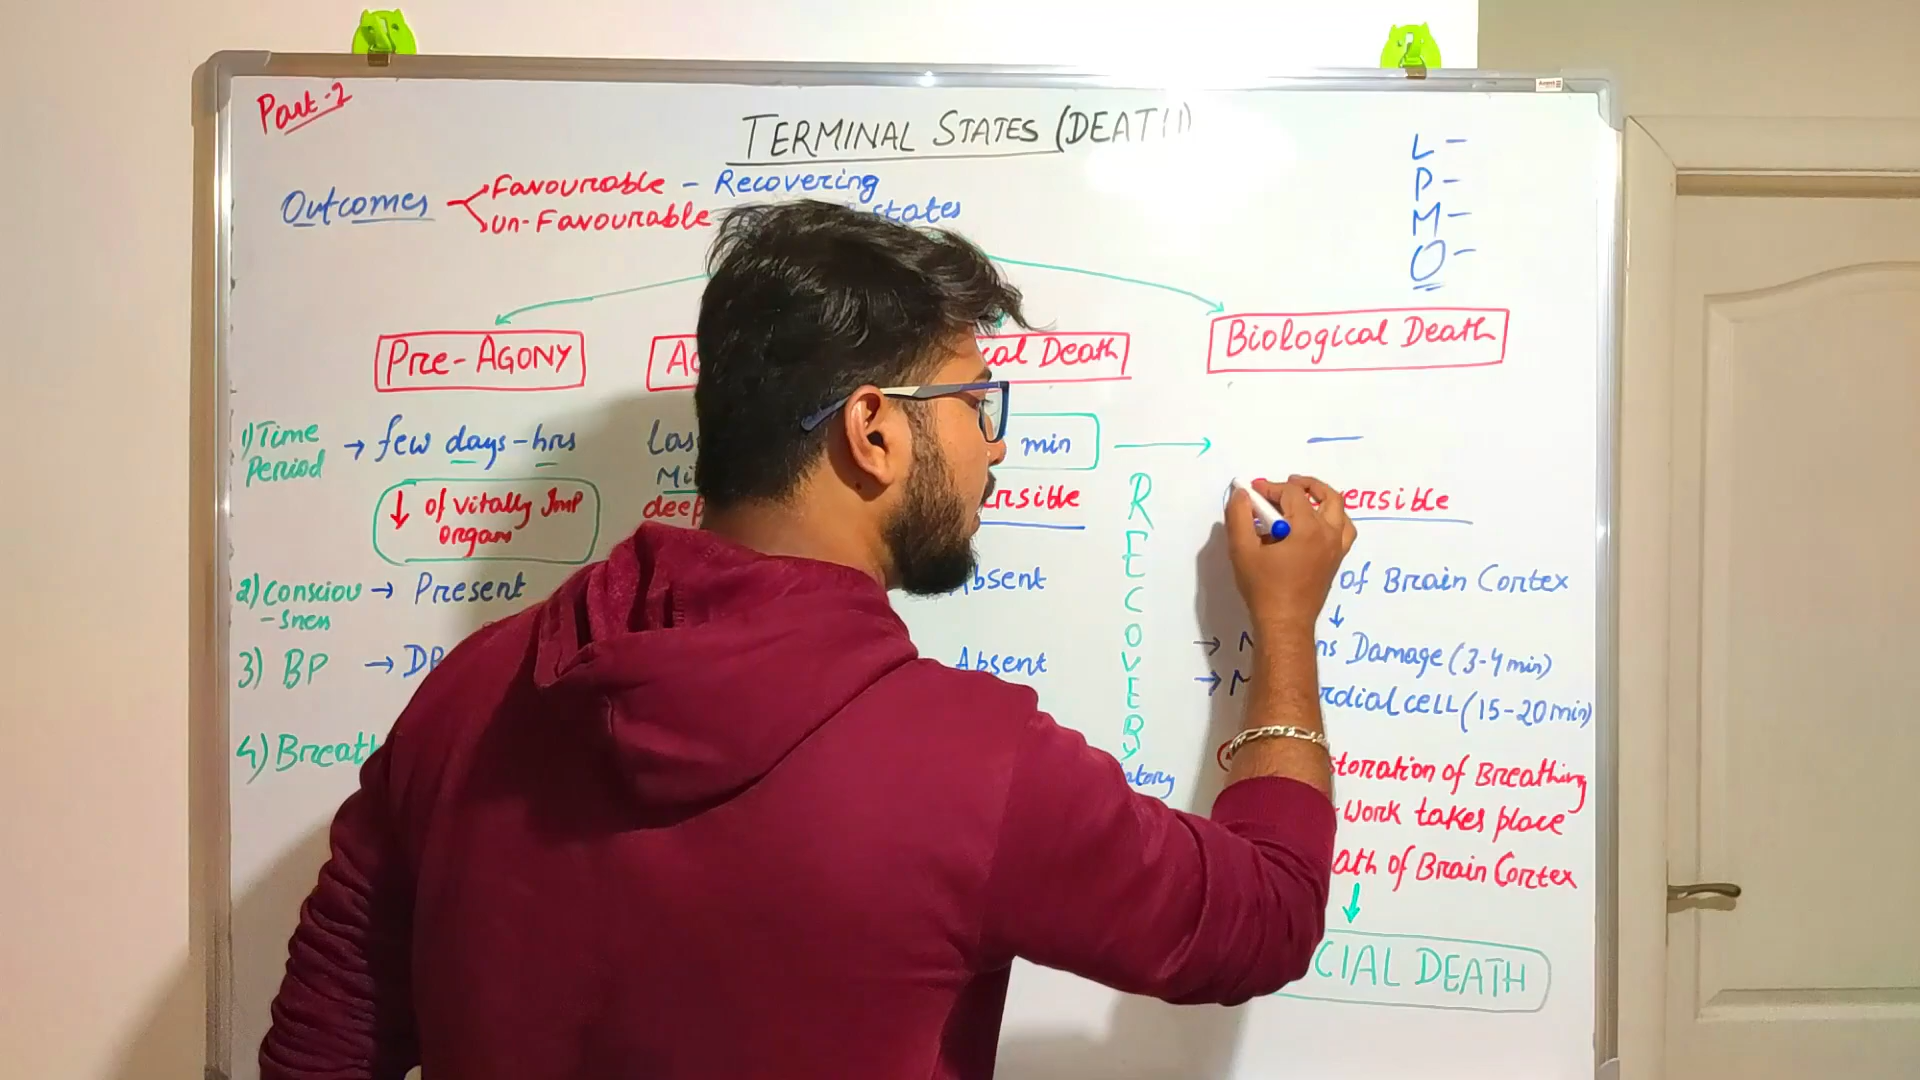 Part-2
TERMINAL STATES (DEATH)
L -
P -
M -
O -
Outcomes
Favourable - Recovering
Un-Favourable
states
Pre-AGONY
cal Death
Biological Death
1) Time Period → few days-hrs
min
↓ of vitally Imp
organs
deep
ersible
ersible
RECOVERY
2) Conscious → Present
-sness
Absent
of Brain Cortex
↓
3) BP →
Absent
→ ns Damage (3-4 min)
→ rdial cell (15-20 min)
4) Breath
atory
storation of Breathing
Work takes place
ath of Brain Cortex
↓
CIAL DEATH